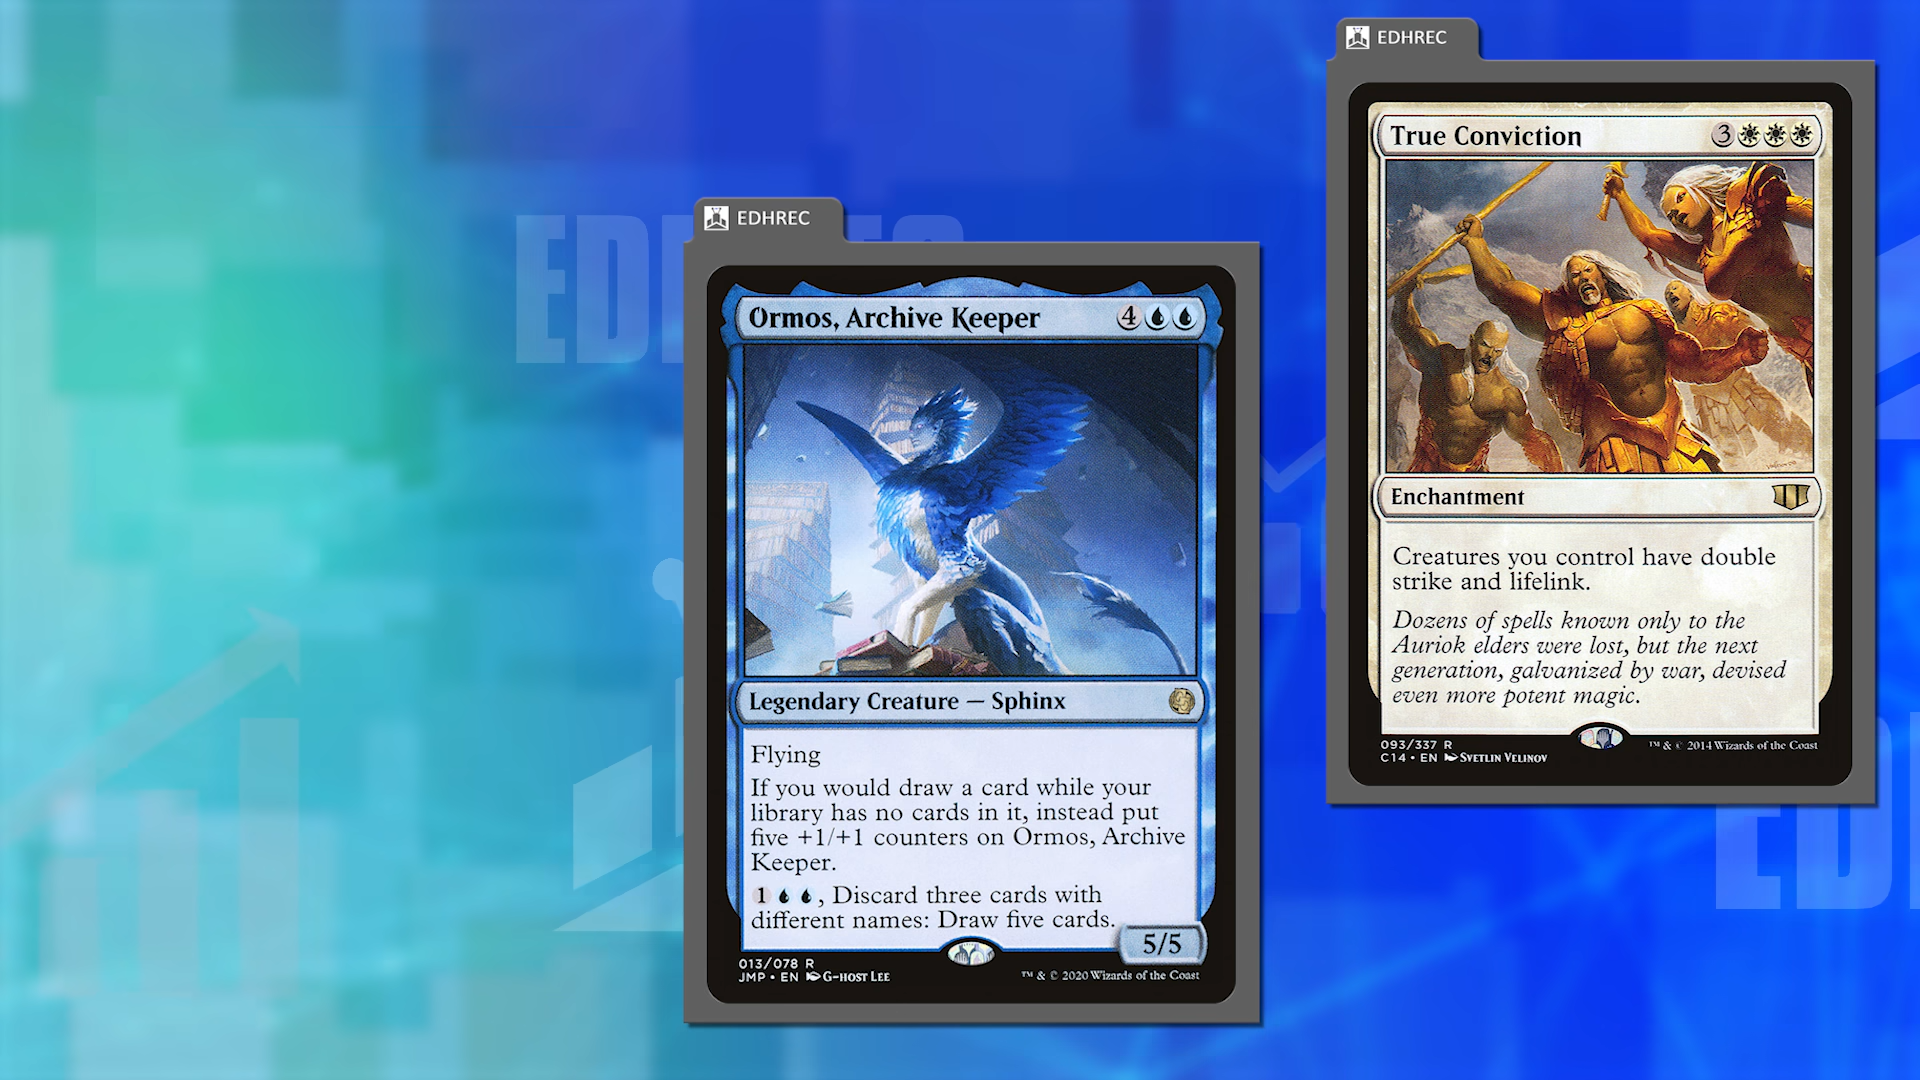 EDHREC
Ormos, Archive Keeper 4
Legendary Creature — Sphinx
Flying
If you would draw a card while your
library has no cards in it, instead put
five +1/+1 counters on Ormos, Archive
Keeper.
1 , Discard three cards with
different names: Draw five cards.
5/5
013/078 R
JMP • EN G-HOST LEE
™ & © 2020 Wizards of the Coast
EDHREC
True Conviction 3
Enchantment
Creatures you control have double
strike and lifelink.
Dozens of spells known only to the
Auriok elders were lost, but the next
generation, galvanized by war, devised
even more potent magic.
093/337 R
C14 • EN SVETLIN VELINOV
™ & © 2014 Wizards of the Coast